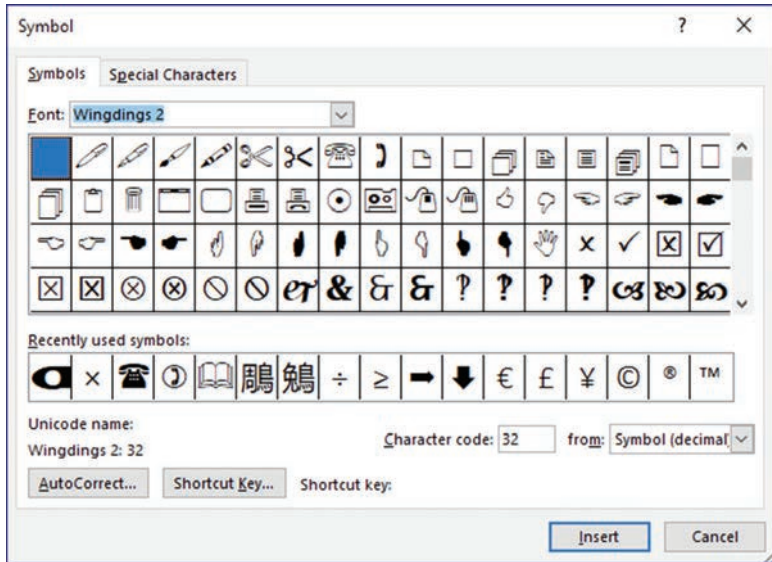 Symbol ? ×
Symbols Special Characters
Font: Wingdings 2
× ÷ ≥ € £ ¥ © ® ™
Recently used symbols:
Unicode name:
Wingdings 2: 32
Character code: 32 from: Symbol (decimal
AutoCorrect... Shortcut Key... Shortcut key:
Insert Cancel